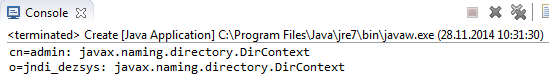 Console
<terminated> Create [Java Application] C:\Program Files\Java\jre7\bin\javaw.exe (28.11.2014 10:31:30)
cn=admin: javax.naming.directory.DirContext
o=jndi_dezsys: javax.naming.directory.DirContext